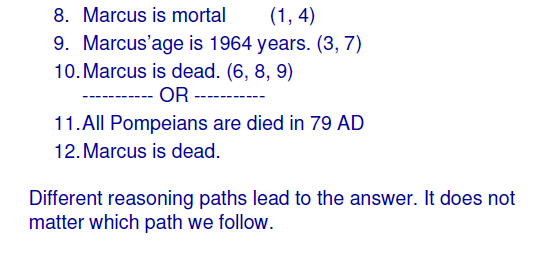 8. Marcus is mortal (1, 4)
9. Marcus'age is 1964 years. (3, 7)
10.Marcus is dead. (6, 8, 9)
----------- OR -----------
11.All Pompeians are died in 79 AD
12.Marcus is dead.
Different reasoning paths lead to the answer. It does not
matter which path we follow.